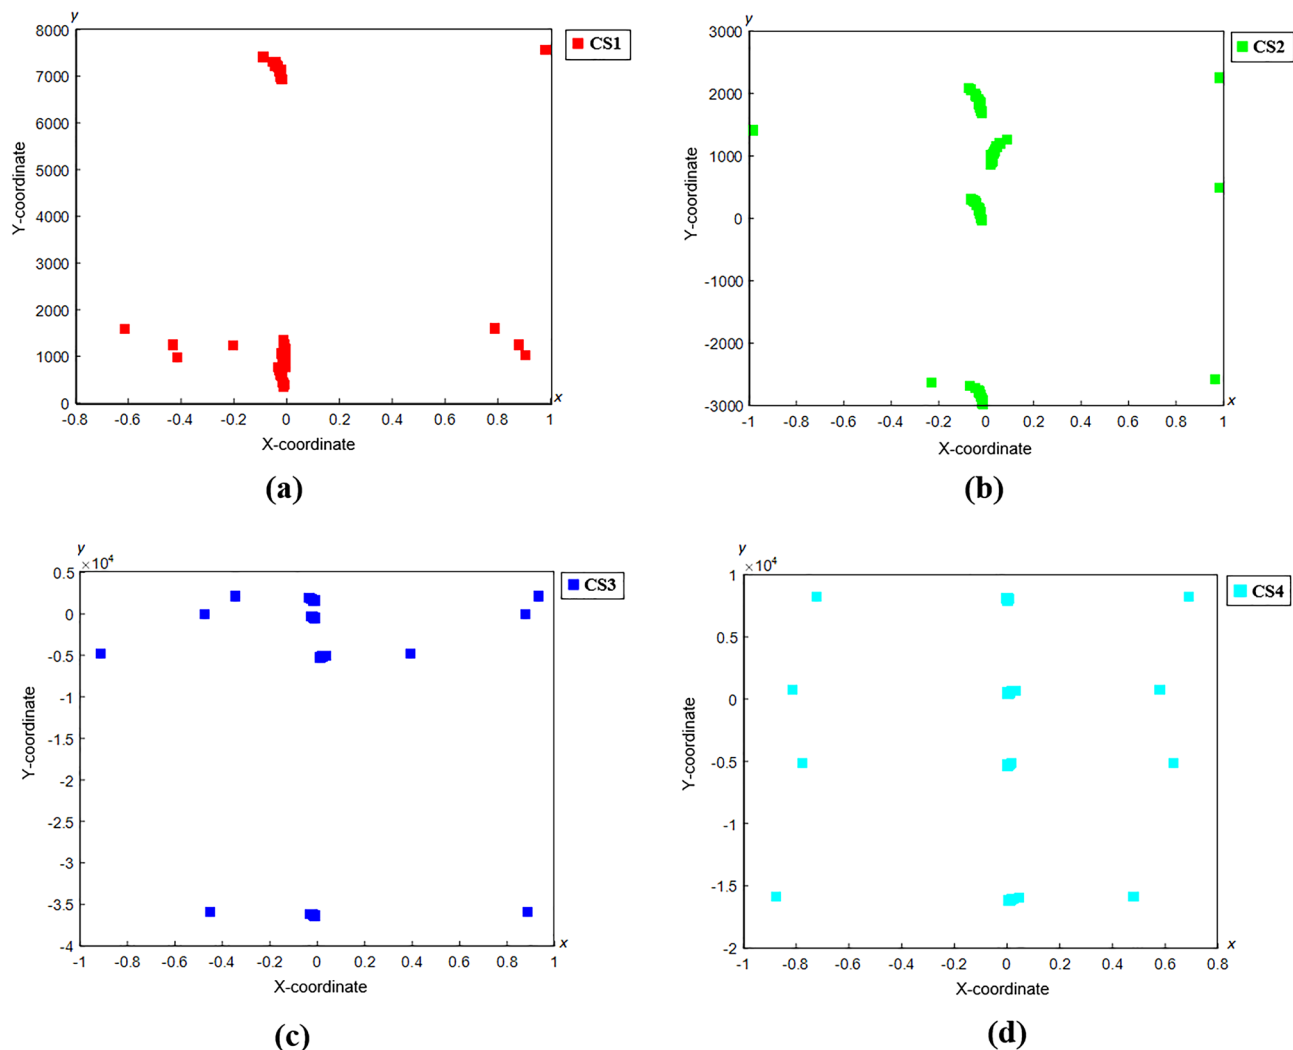 y
8000
7000
6000
5000
4000
3000
2000
1000
0
Y-coordinate
-0.8 -0.6 -0.4 -0.2 0 0.2 0.4 0.6 0.8 1
x
X-coordinate
CS1
(a)
y
3000
2000
1000
0
-1000
-2000
-3000
Y-coordinate
-1 -0.8 -0.6 -0.4 -0.2 0 0.2 0.4 0.6 0.8 1
x
X-coordinate
CS2
(b)
y
×10⁴
0.5
0
-0.5
-1
-1.5
-2
-2.5
-3
-3.5
-4
Y-coordinate
-1 -0.8 -0.6 -0.4 -0.2 0 0.2 0.4 0.6 0.8 1
x
X-coordinate
CS3
(c)
y
×10⁴
1
0.5
0
-0.5
-1
-1.5
-2
Y-coordinate
-1 -0.8 -0.6 -0.4 -0.2 0 0.2 0.4 0.6 0.8
x
X-coordinate
CS4
(d)